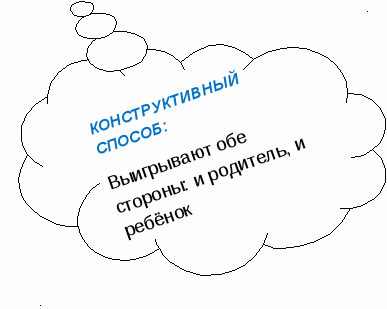 КОНСТРУКТИВНЫЙ
СПОСОБ:
Выигрывают обе
стороны: и родитель, и
ребёнок